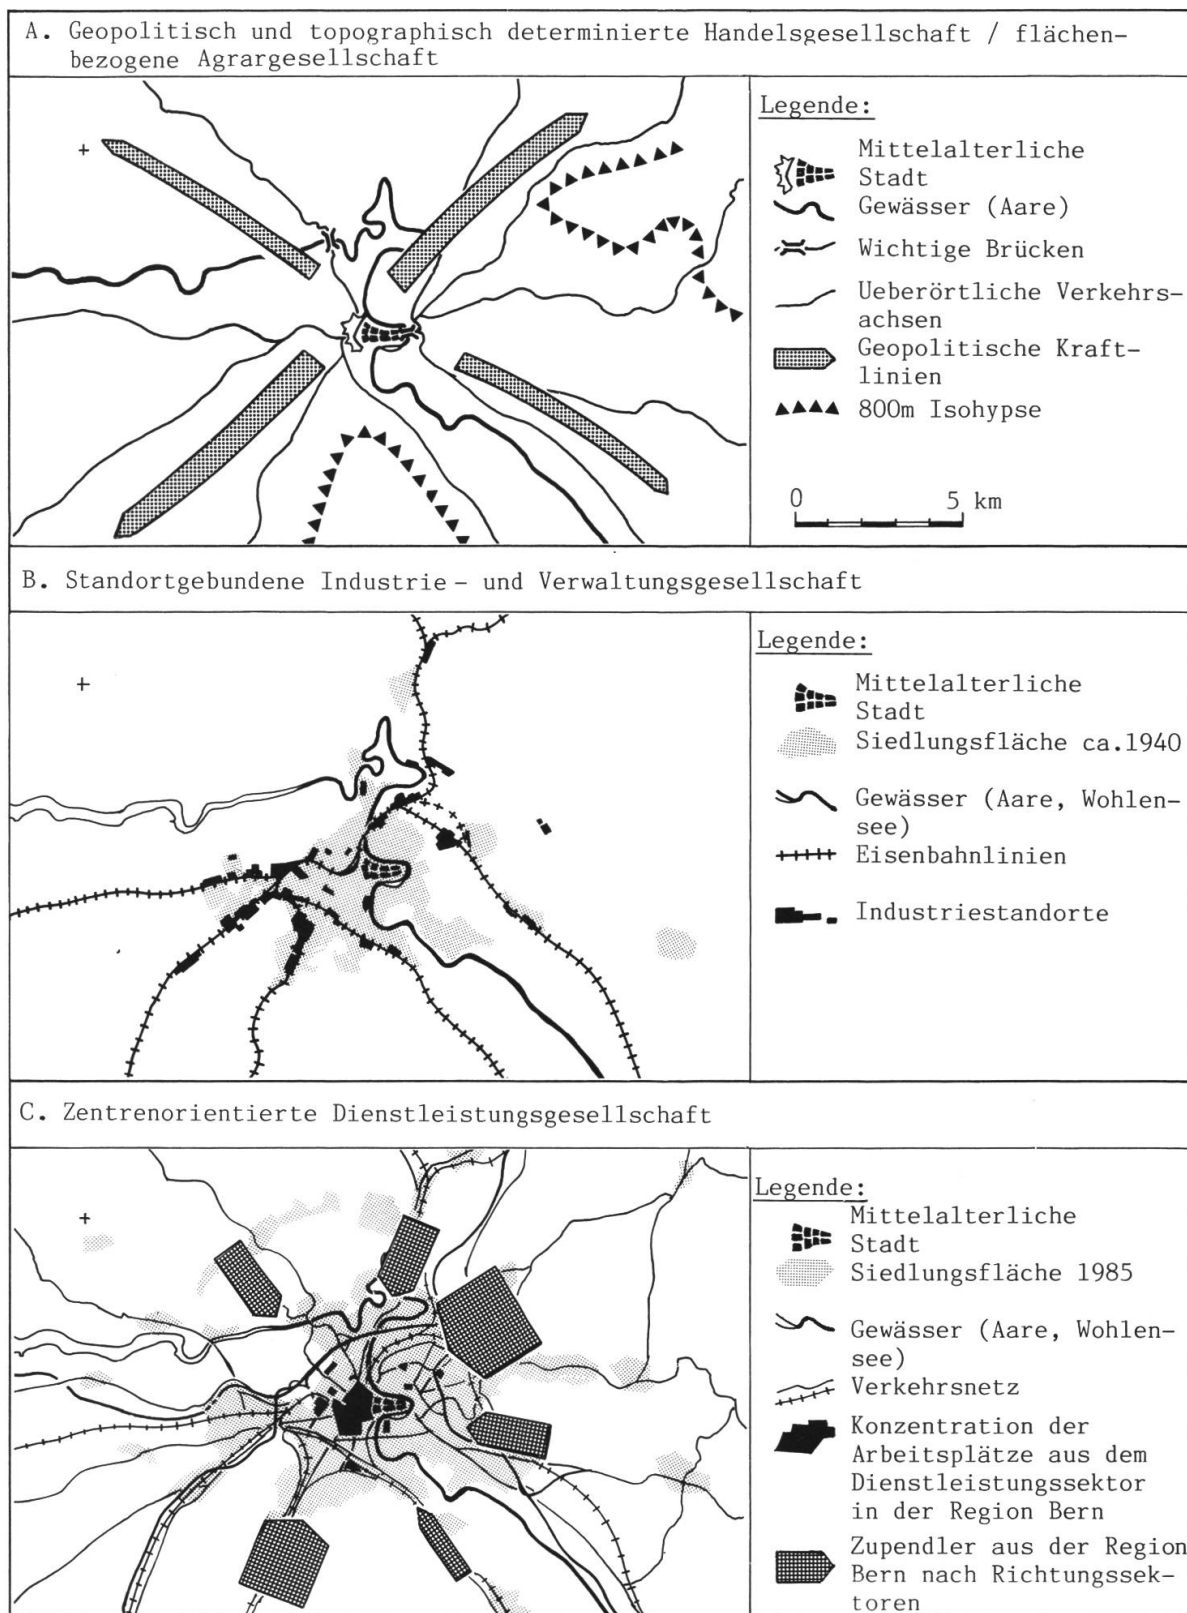 A. Geopolitisch und topographisch determinierte Handelsgesellschaft / flächen-
bezogene Agrargesellschaft
Legende:
Mittelalterliche
Stadt
Gewässer (Aare)
Wichtige Brücken
Ueberörtliche Verkehrs-
achsen
Geopolitische Kraft-
linien
800m Isohypse
0 5 km
B. Standortgebundene Industrie- und Verwaltungsgesellschaft
Legende:
Mittelalterliche
Stadt
Siedlungsfläche ca.1940
Gewässer (Aare, Wohlen-
see)
Eisenbahnlinien
Industriestandorte
C. Zentrenorientierte Dienstleistungsgesellschaft
Legende:
Mittelalterliche
Stadt
Siedlungsfläche 1985
Gewässer (Aare, Wohlen-
see)
Verkehrsnetz
Konzentration der
Arbeitsplätze aus dem
Dienstleistungssektor
in der Region Bern
Zupendler aus der Region
Bern nach Richtungssek-
toren